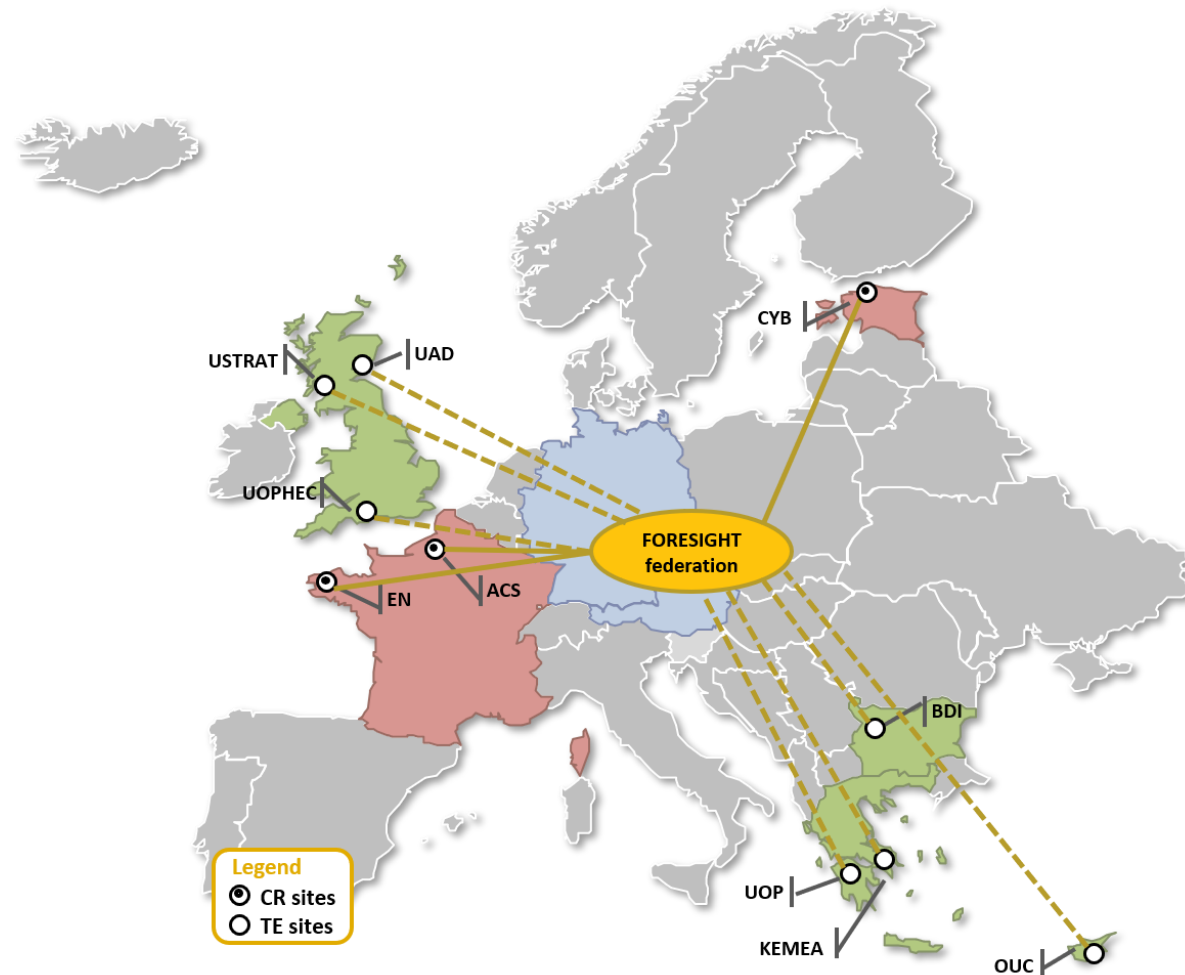 CYB
UAD
USTRAT
UOPHEC
FORESIGHT
federation
ACS
EN
BDI
Legend
CR sites
TE sites
UOP
KEMEA
OUC